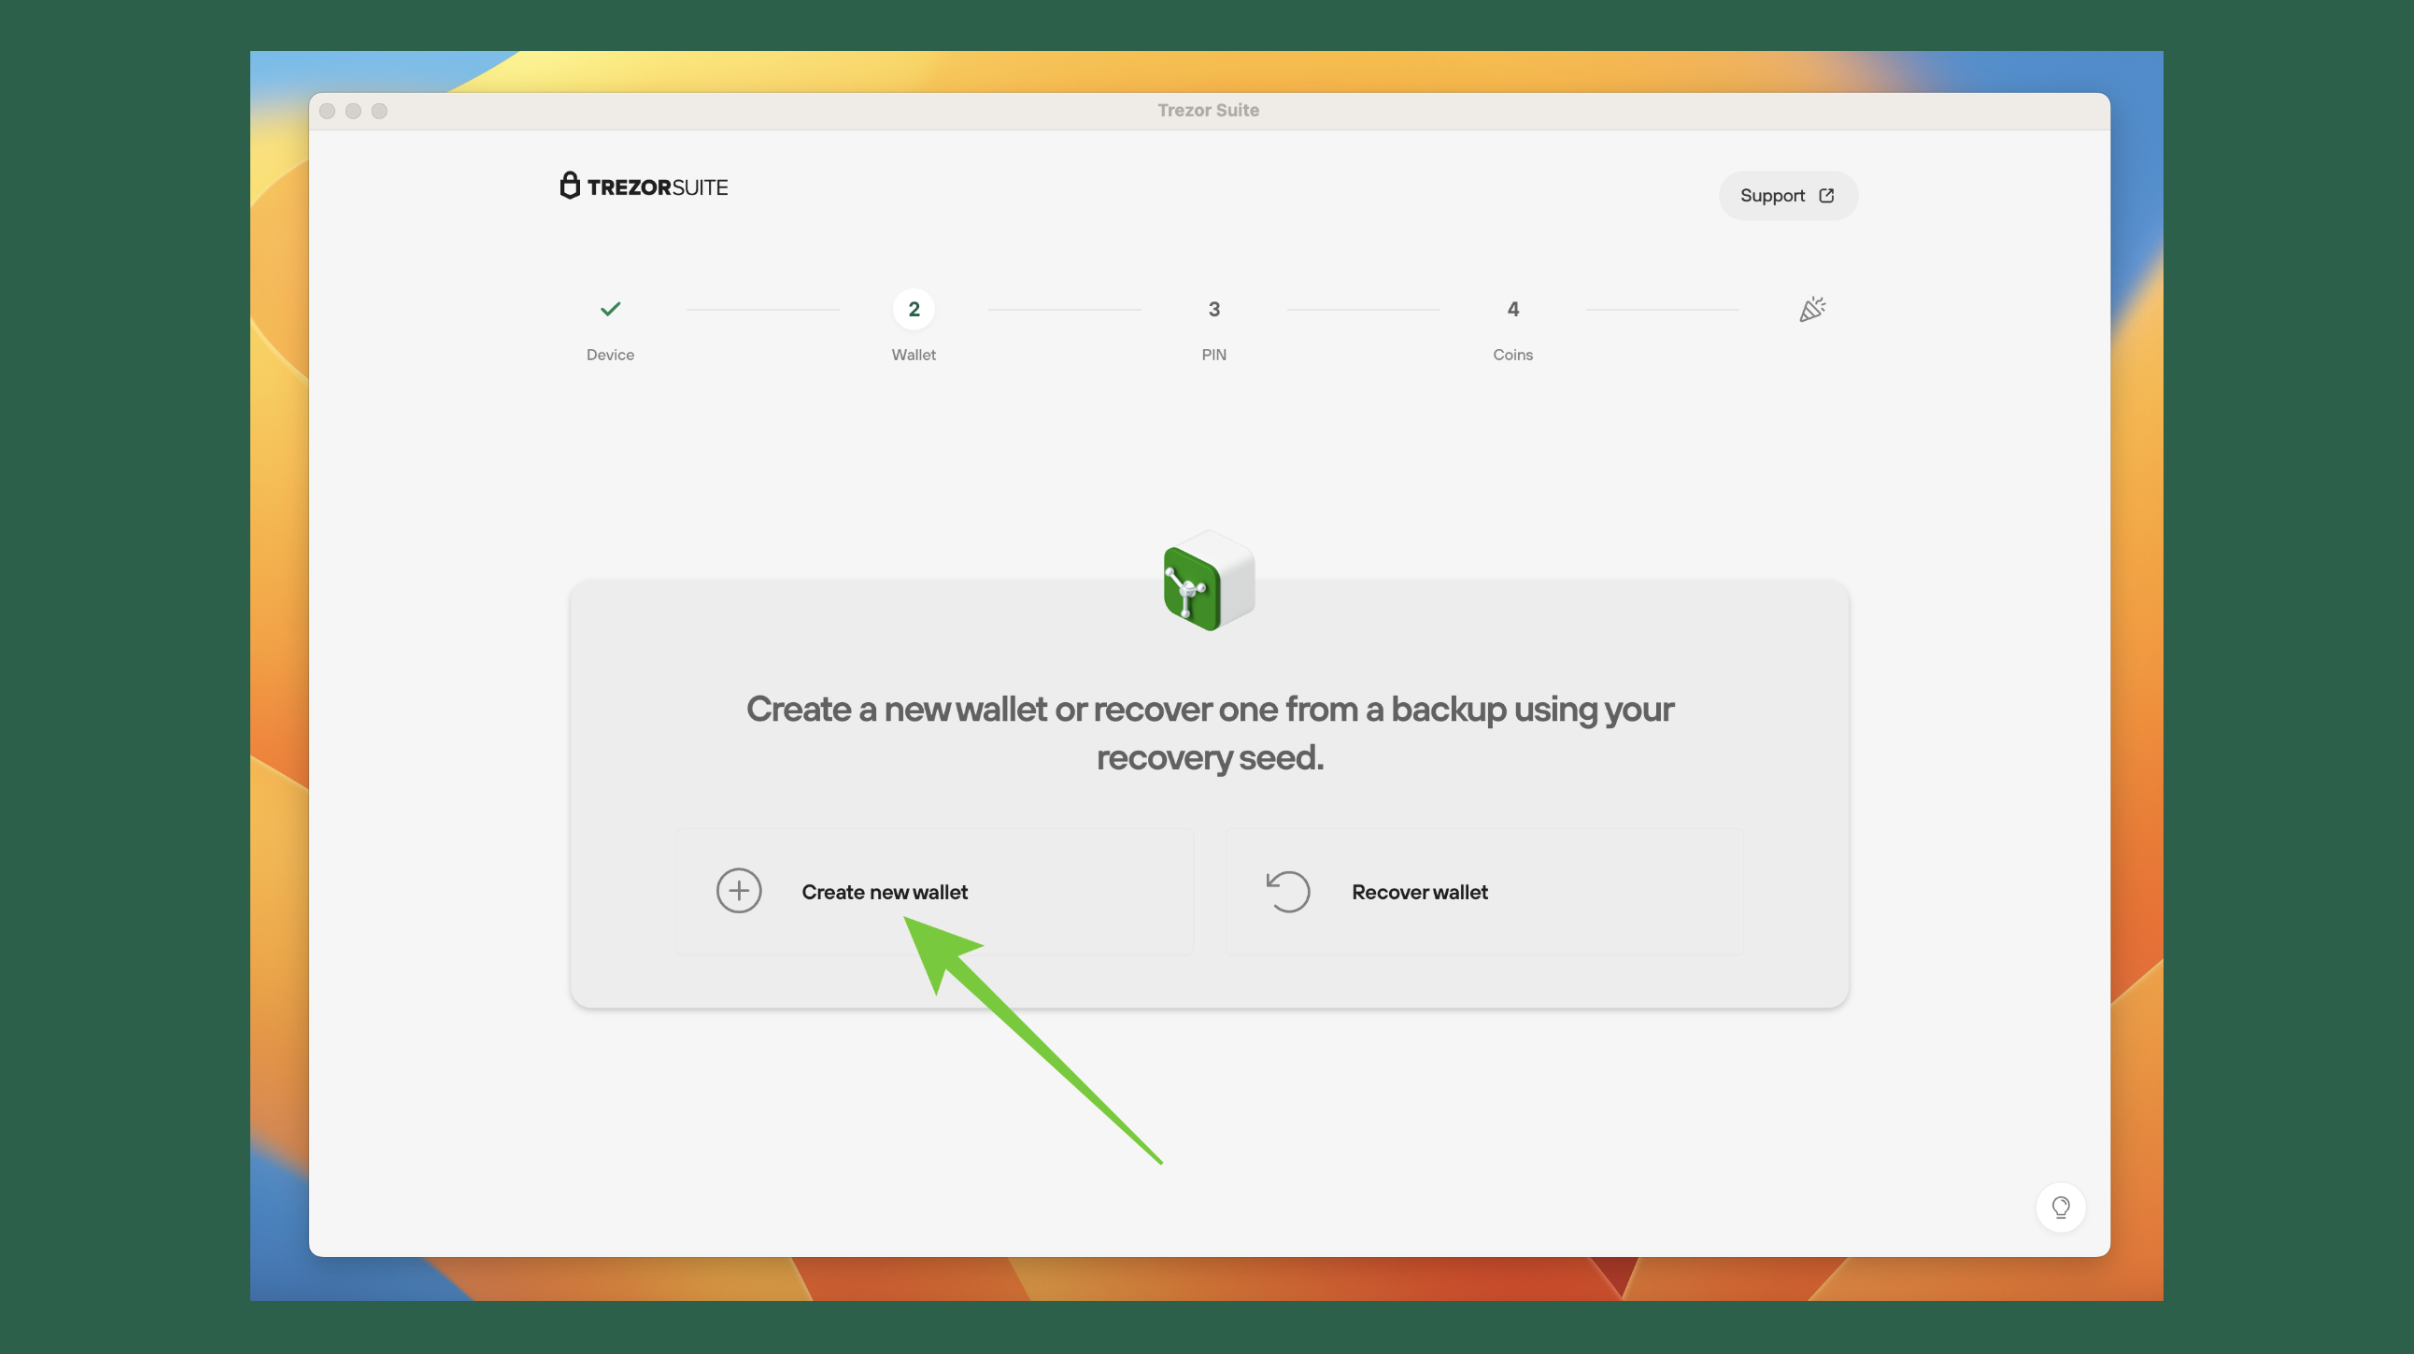 Trezor Suite
TREZORSUITE
Support
2
3
4
Device
Wallet
PIN
Coins
Create a new wallet or recover one from a backup using your
recovery seed.
Create new wallet
Recover wallet